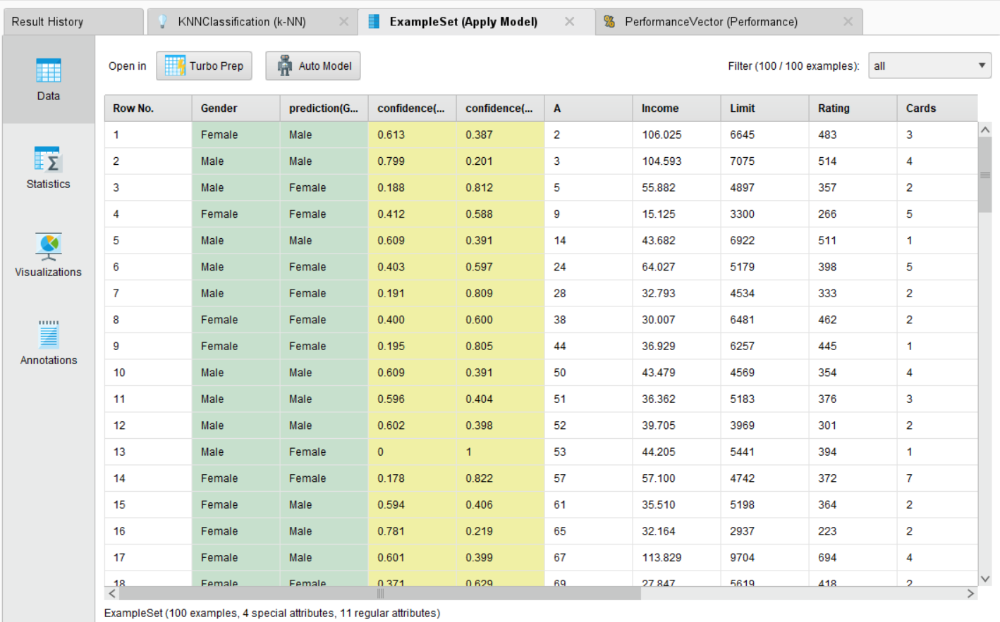 Result History KNNClassification (k-NN) ExampleSet (Apply Model) PerformanceVector (Performance)
Open in Turbo Prep Auto Model Filter (100 / 100 examples): all
Data
Statistics
Visualizations
Annotations
Row No. Gender prediction(G... confidence(... confidence(... A Income Limit Rating Cards
1 Female Male 0.613 0.387 2 106.025 6645 483 3
2 Male Male 0.799 0.201 3 104.593 7075 514 4
3 Male Female 0.188 0.812 5 55.882 4897 357 2
4 Female Female 0.412 0.588 9 15.125 3300 266 5
5 Male Male 0.609 0.391 14 43.682 6922 511 1
6 Male Female 0.403 0.597 24 64.027 5179 398 5
7 Male Female 0.191 0.809 28 32.793 4534 333 2
8 Female Female 0.400 0.600 38 30.007 6481 462 2
9 Female Female 0.195 0.805 44 36.929 6257 445 1
10 Male Male 0.609 0.391 50 43.479 4569 354 4
11 Male Male 0.596 0.404 51 36.362 5183 376 3
12 Male Male 0.602 0.398 52 39.705 3969 301 2
13 Male Female 0 1 53 44.205 5441 394 1
14 Female Female 0.178 0.822 57 57.100 4742 372 7
15 Female Male 0.594 0.406 61 35.510 5198 364 2
16 Female Male 0.781 0.219 65 32.164 2937 223 2
17 Female Male 0.601 0.399 67 113.829 9704 694 4
18 Female Female 0.371 0.629 69 27.847 5619 418 2
ExampleSet (100 examples, 4 special attributes, 11 regular attributes)